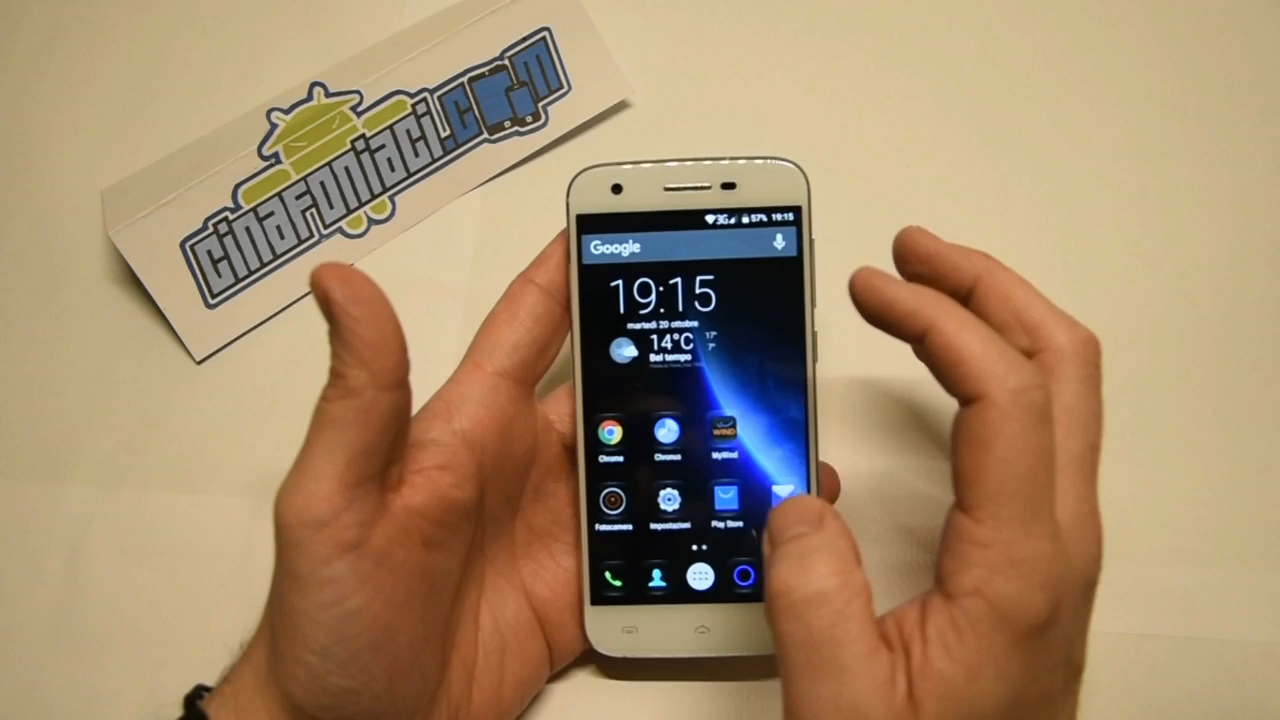 cinafoniaci.com
3G 57% 19:15
Google
19:15
martedì 20 ottobre
14°C 17°
7°
Bel tempo
Chrome Chronus MyWind
WIND
Fotocamera Impostazioni Play Store